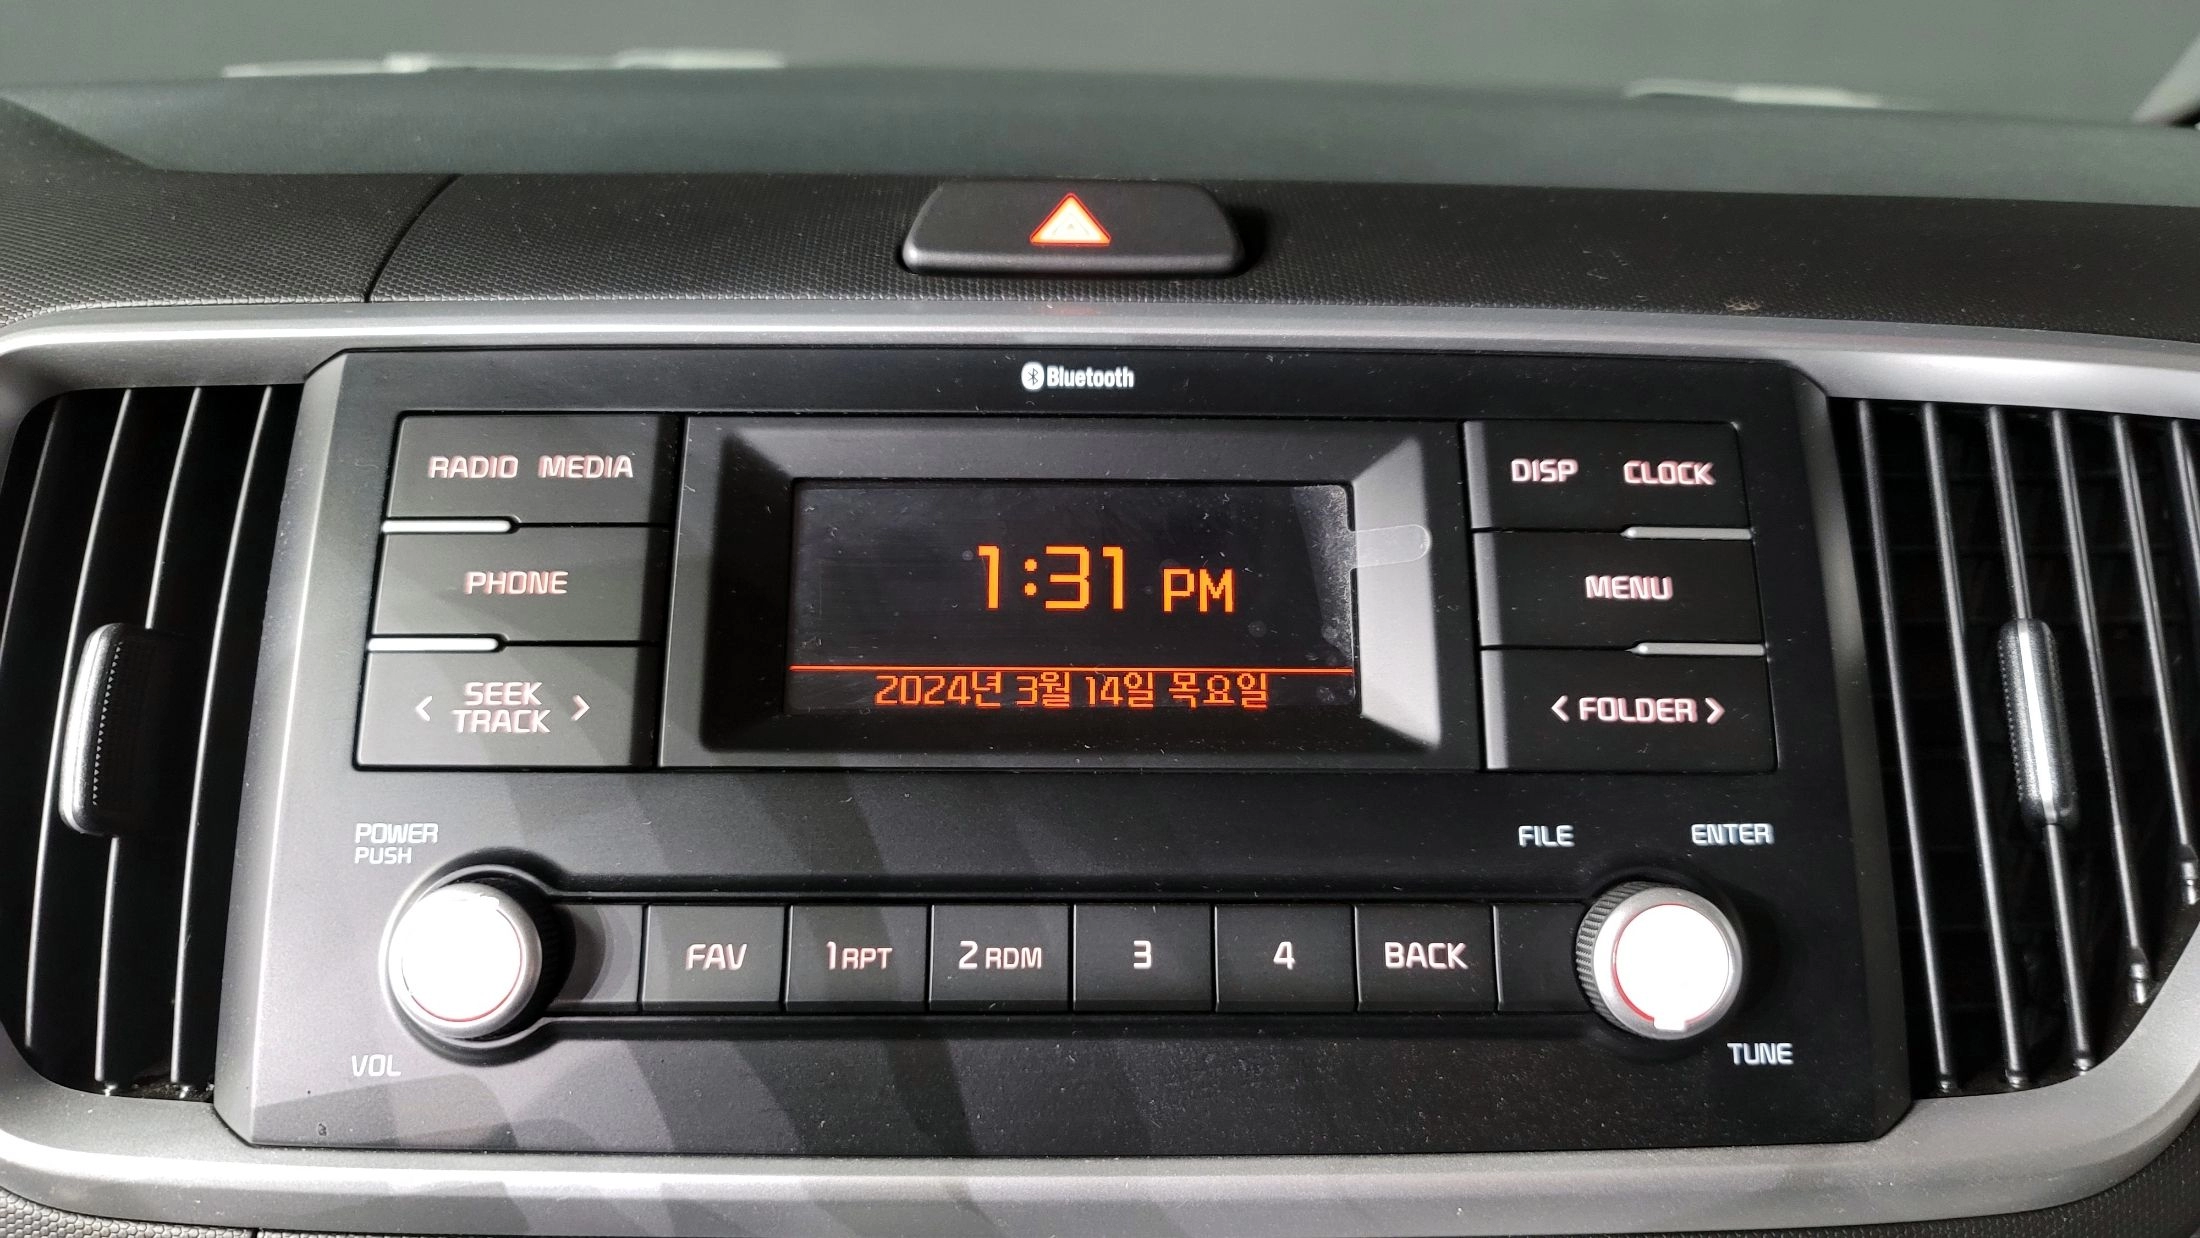 Bluetooth
RADIO MEDIA
DISP CLOCK
1:31 PM
PHONE
MENU
2024년 3월 14일 목요일
< SEEK >
TRACK
< FOLDER >
POWER
PUSH
FILE ENTER
FAV 1 RPT 2 RDM 3 4 BACK
VOL
TUNE